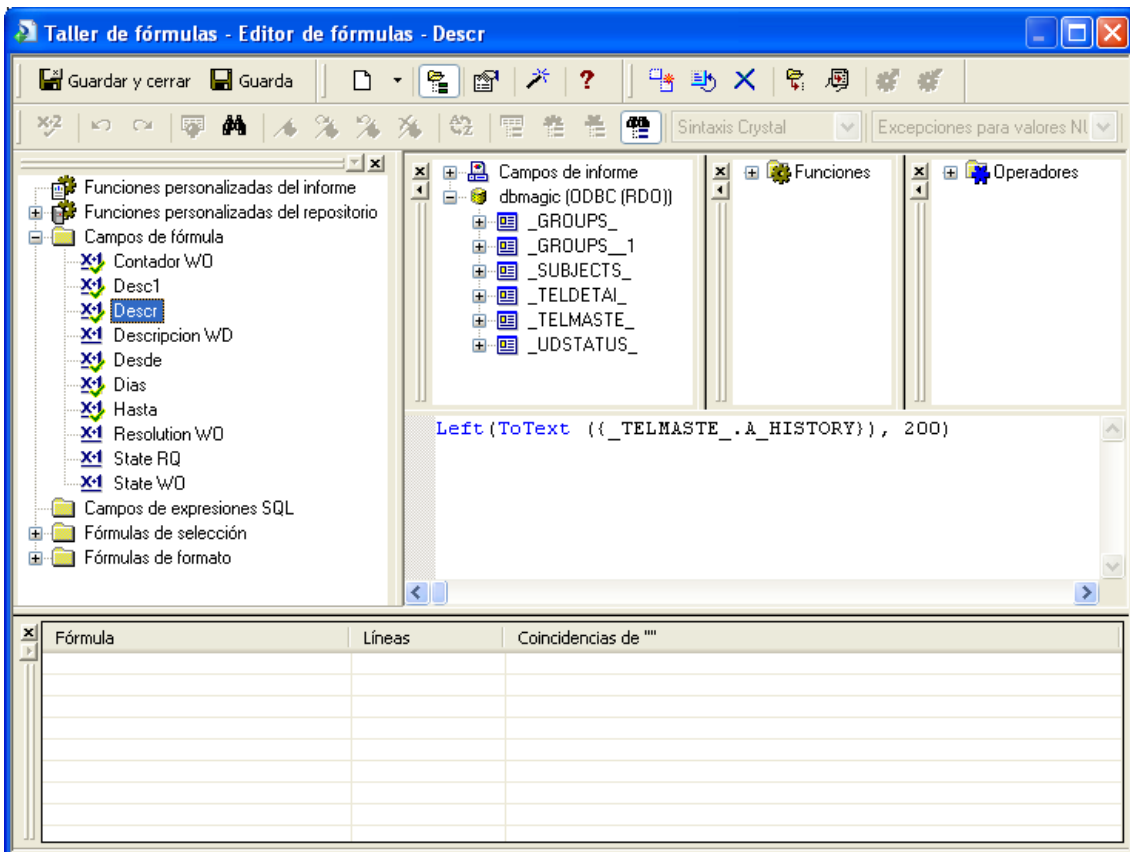 Taller de fórmulas - Editor de fórmulas - Descr
Guardar y cerrar Guarda
Sintaxis Crystal Excepciones para valores NU
Funciones personalizadas del informe
Funciones personalizadas del repositorio
Campos de fórmula
Contador WO
Desc1
Descr
Descripcion WD
Desde
Dias
Hasta
Resolution WO
State RQ
State WO
Campos de expresiones SQL
Fórmulas de selección
Fórmulas de formato
Campos de informe
dbmagic (ODBC (RDO))
_GROUPS_
_GROUPS__1
_SUBJECTS_
_TELDETAI_
_TELMASTE_
_UDSTATUS_
Funciones
Operadores
Left(ToText ({_TELMASTE_.A_HISTORY}), 200)
Fórmula Líneas Coincidencias de ""